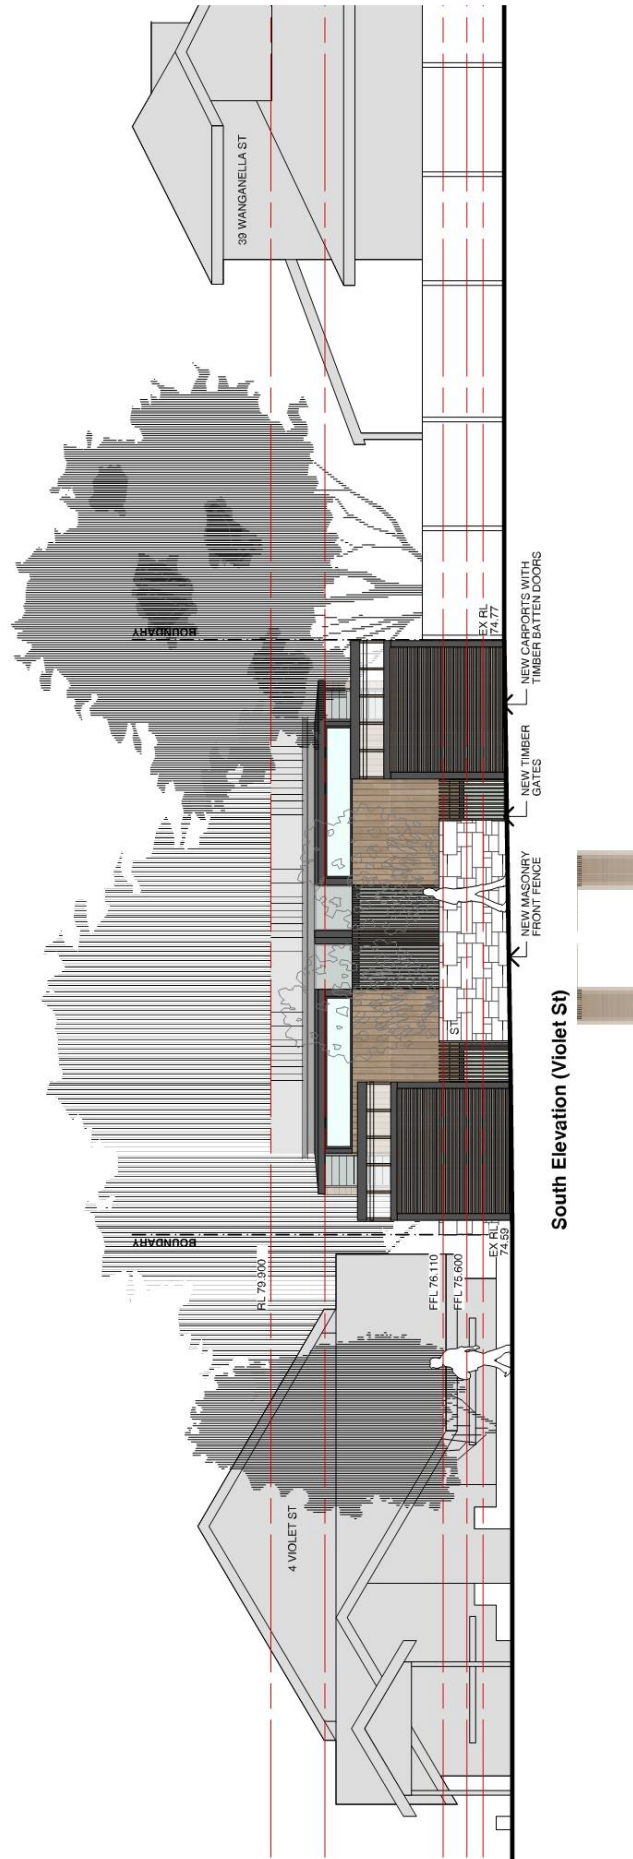 39 WANGANELLA ST
BOUNDARY
EX RL
74.77
NEW CARPORTS WITH
TIMBER BATTEN DOORS
NEW TIMBER
GATES
NEW MASONRY
FRONT FENCE
ST
BOUNDARY
EX RL
74.59
RL 79.900
FFL 76.110
FFL 75.600
4 VIOLET ST
South Elevation (Violet St)